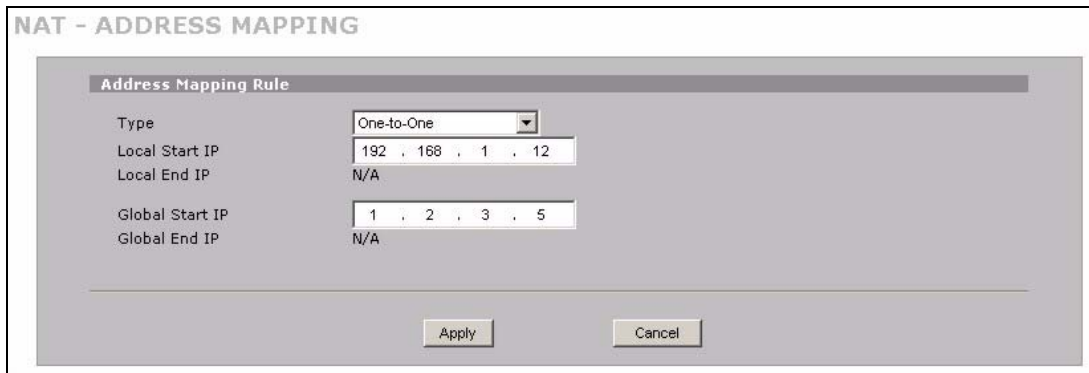 NAT - ADDRESS MAPPING
Address Mapping Rule
Type One-to-One
Local Start IP 192 . 168 . 1 . 12
Local End IP N/A
Global Start IP 1 . 2 . 3 . 5
Global End IP N/A
Apply Cancel